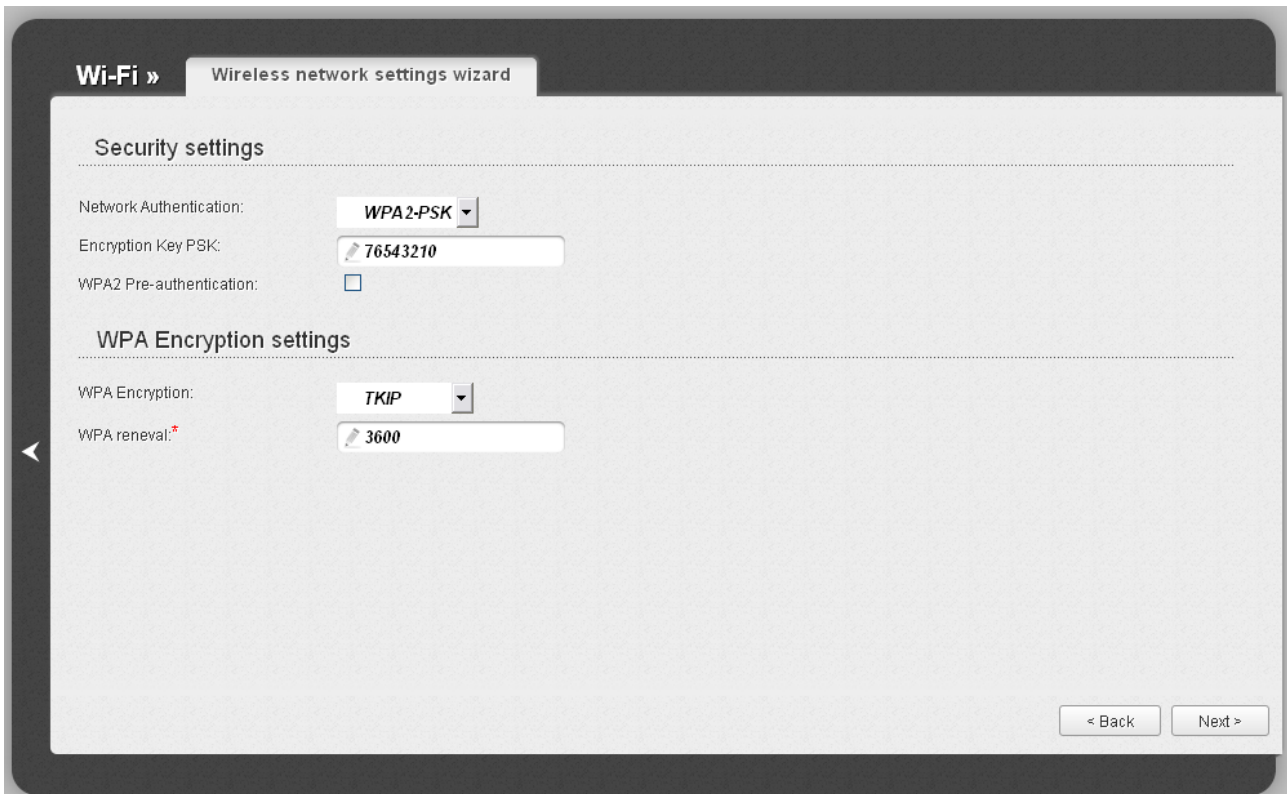 Wi-Fi » Wireless network settings wizard
Security settings
Network Authentication: WPA2-PSK
Encryption Key PSK: 76543210
WPA2 Pre-authentication:
WPA Encryption settings
WPA Encryption: TKIP
WPA reneval:* 3600
< Back Next >